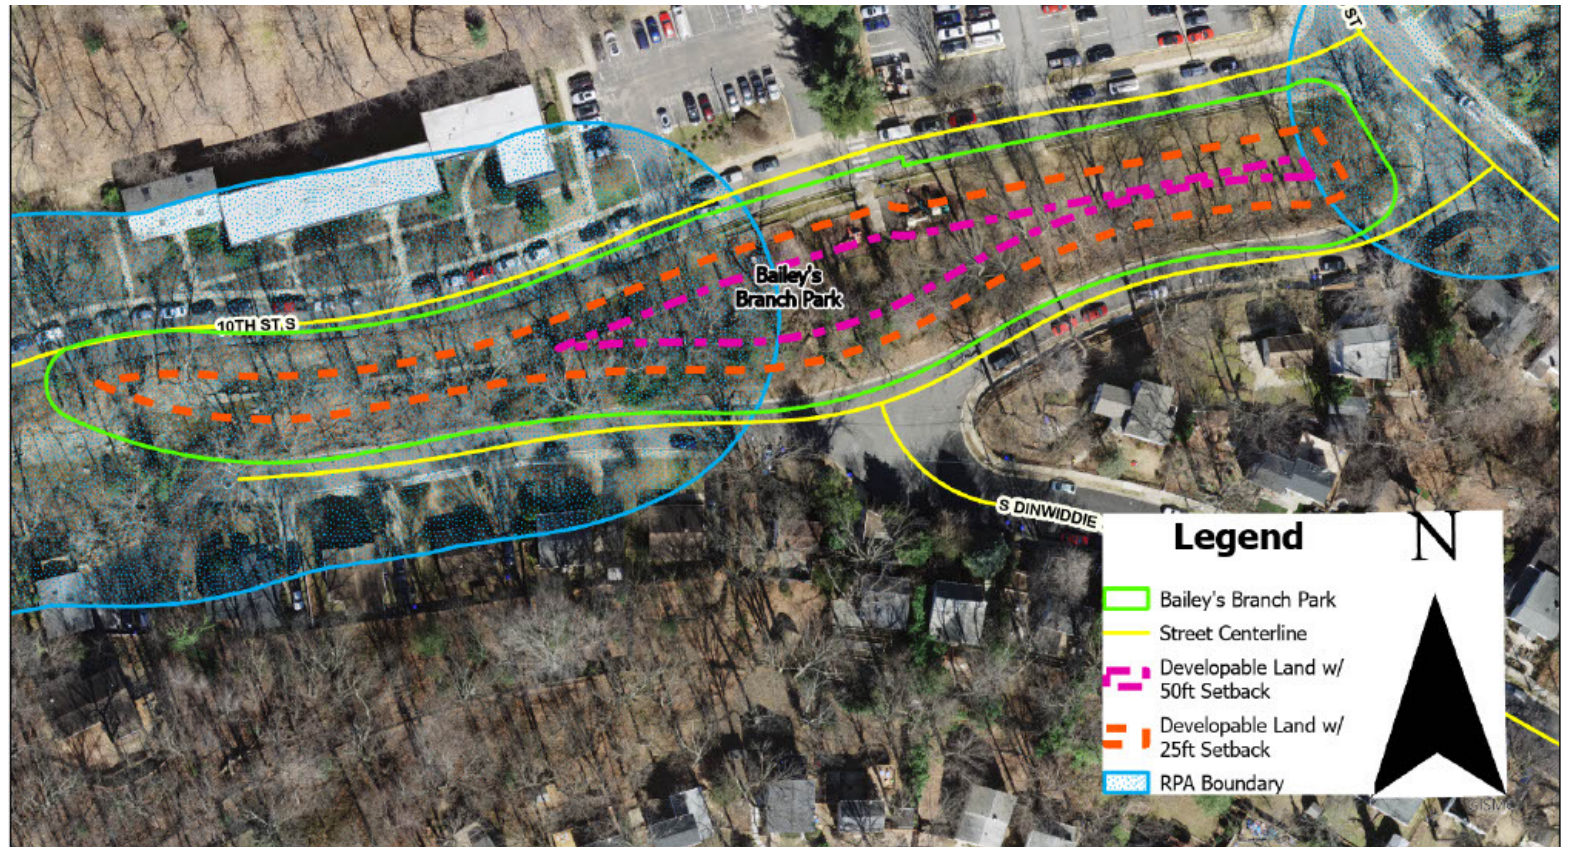 ST
10TH ST S
Bailey's
Branch Park
S DINWIDDIE
Legend
N
Bailey's Branch Park
Street Centerline
Developable Land w/
50ft Setback
Developable Land w/
25ft Setback
RPA Boundary